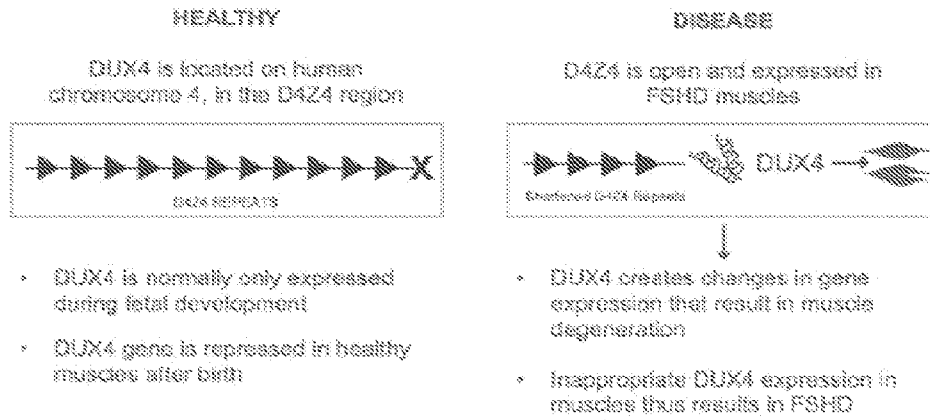 HEALTHY
DUX4 is located on human
chromosome 4, in the D4Z4 region
X
D4Z4 REPEATS
• DUX4 is normally only expressed
during fetal development
• DUX4 gene is repressed in healthy
muscles after birth
DISEASE
D4Z4 is open and expressed in
FSHD muscles
DUX4
Shortened D4Z4 Repeats
• DUX4 creates changes in gene
expression that result in muscle
degeneration
• Inappropriate DUX4 expression in
muscles thus results in FSHD